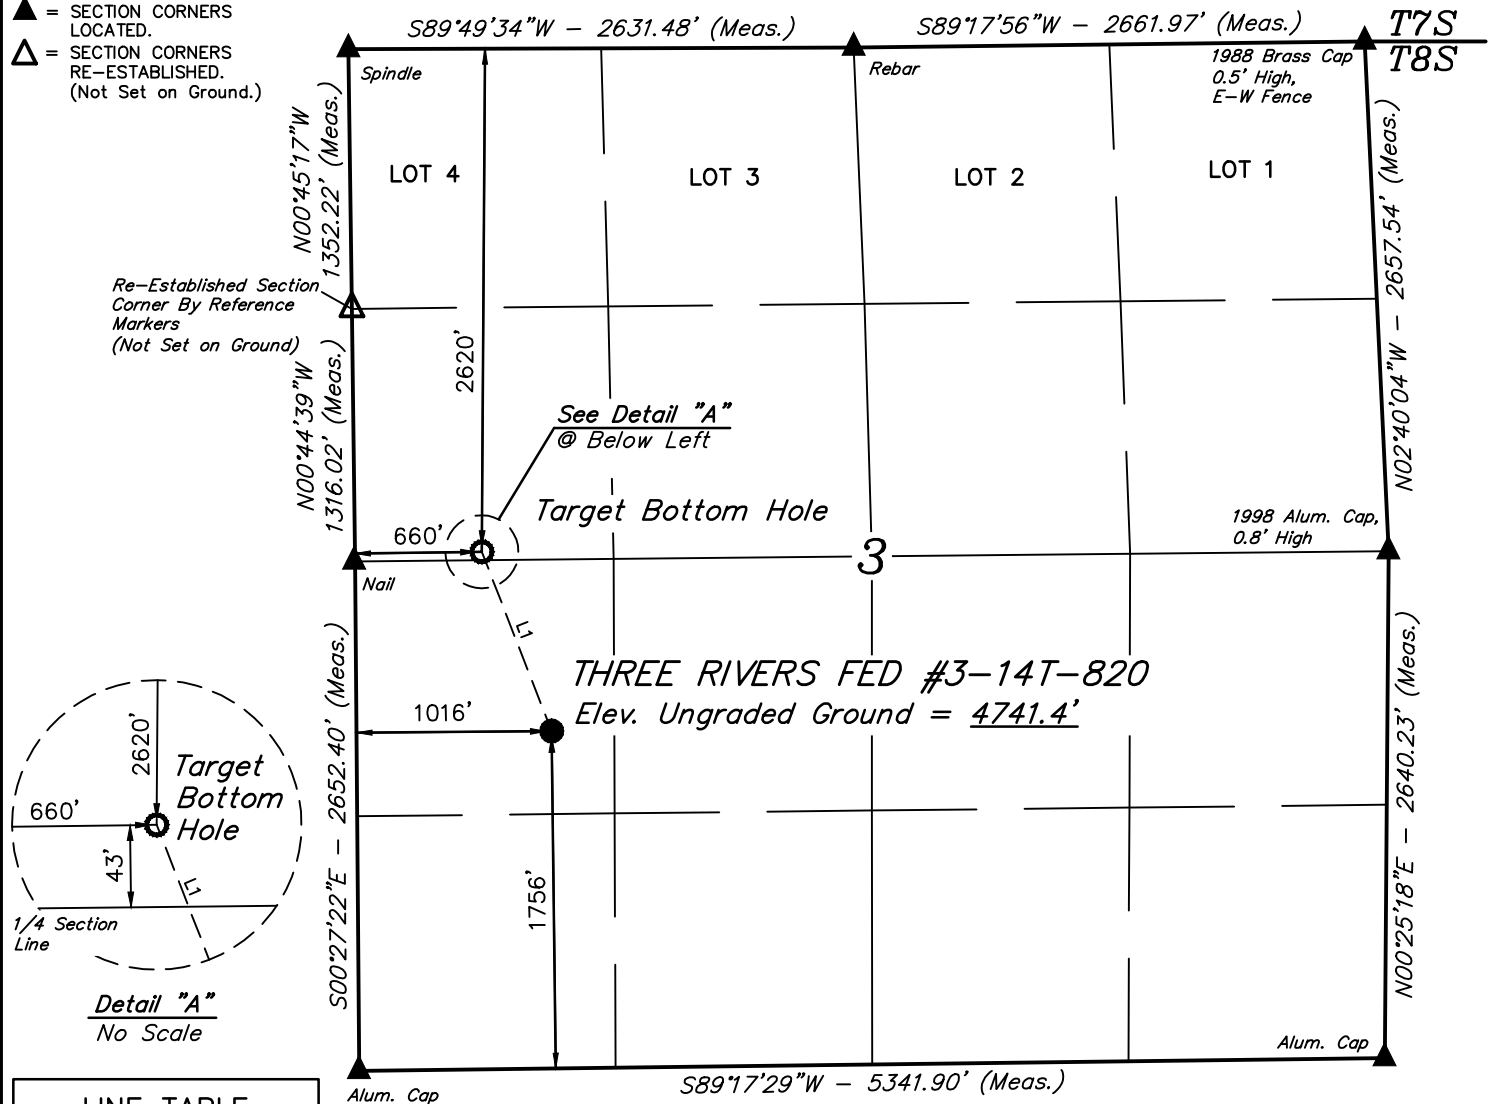 = SECTION CORNERS
LOCATED.
= SECTION CORNERS
RE-ESTABLISHED.
(Not Set on Ground.)
S89°49'34"W - 2631.48' (Meas.)
S89°17'56"W - 2661.97' (Meas.)
T7S
T8S
Spindle
Rebar
1988 Brass Cap
0.5' High,
E-W Fence
N00°45'17"W
1352.22' (Meas.)
LOT 4
LOT 3
LOT 2
LOT 1
N02°40'04"W - 2657.54' (Meas.)
Re-Established Section
Corner By Reference
Markers
(Not Set on Ground)
2620'
N00°44'39"W
1316.02' (Meas.)
See Detail "A"
@ Below Left
Target Bottom Hole
660'
1998 Alum. Cap,
0.8' High
3
Nail
L1
THREE RIVERS FED #3-14T-820
Elev. Ungraded Ground = 4741.4'
1016'
S00°27'22"E - 2652.40' (Meas.)
N00°25'18"E - 2640.23' (Meas.)
1756'
2620'
Target
Bottom
Hole
660'
43'
L1
1/4 Section
Line
Detail "A"
No Scale
Alum. Cap
S89°17'29"W - 5341.90' (Meas.)
Alum. Cap
LINE TABLE